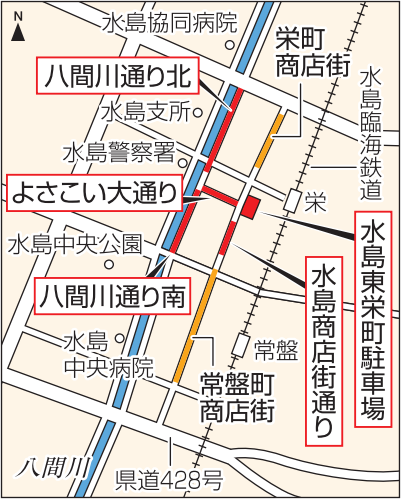 N
水島協同病院
栄町
商店街
八間川通り北
水島臨海鉄道
水島支所
水島警察署
よさこい大通り
栄
水島中央公園
水島東栄町駐車場
八間川通り南
水島商店街通り
水島
中央病院
常盤
常盤町
商店街
八間川
県道428号